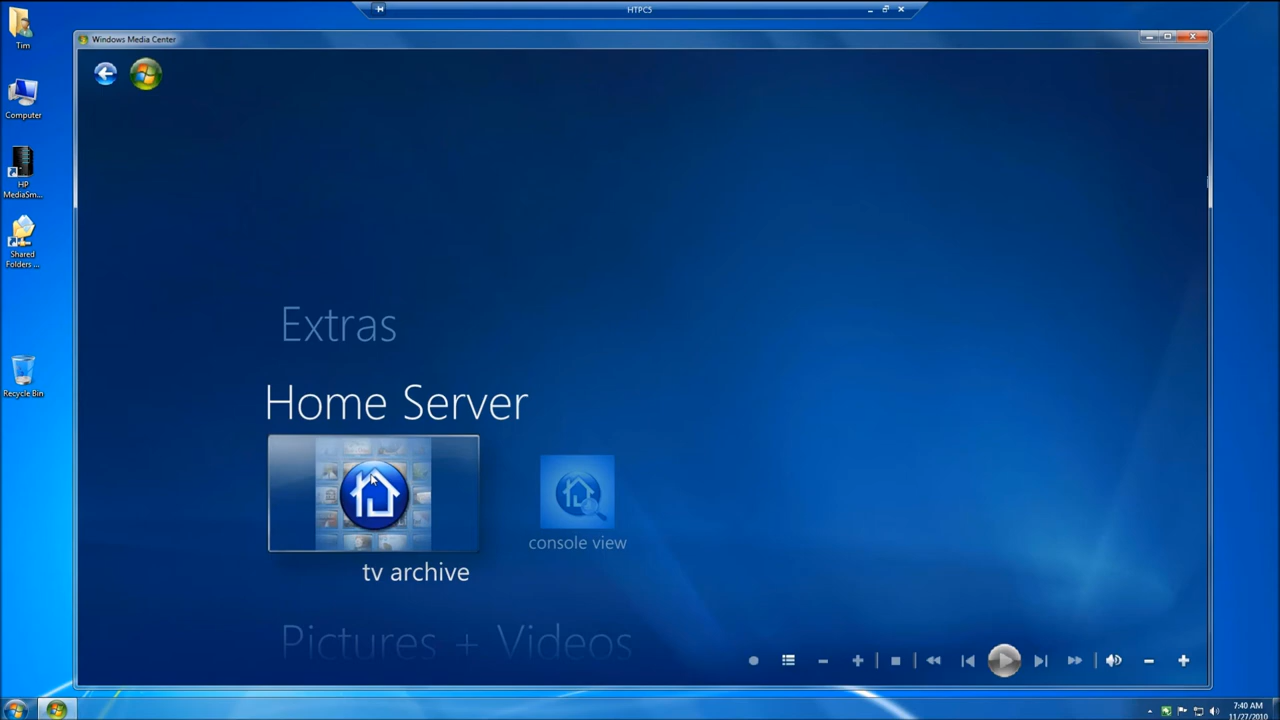 HTPC5
Tim
Computer
HP
MediaSm...
Shared
Folders ...
Recycle Bin
Windows Media Center
Extras
Home Server
tv archive
console view
Pictures + Videos
7:40 AM
11/27/2010